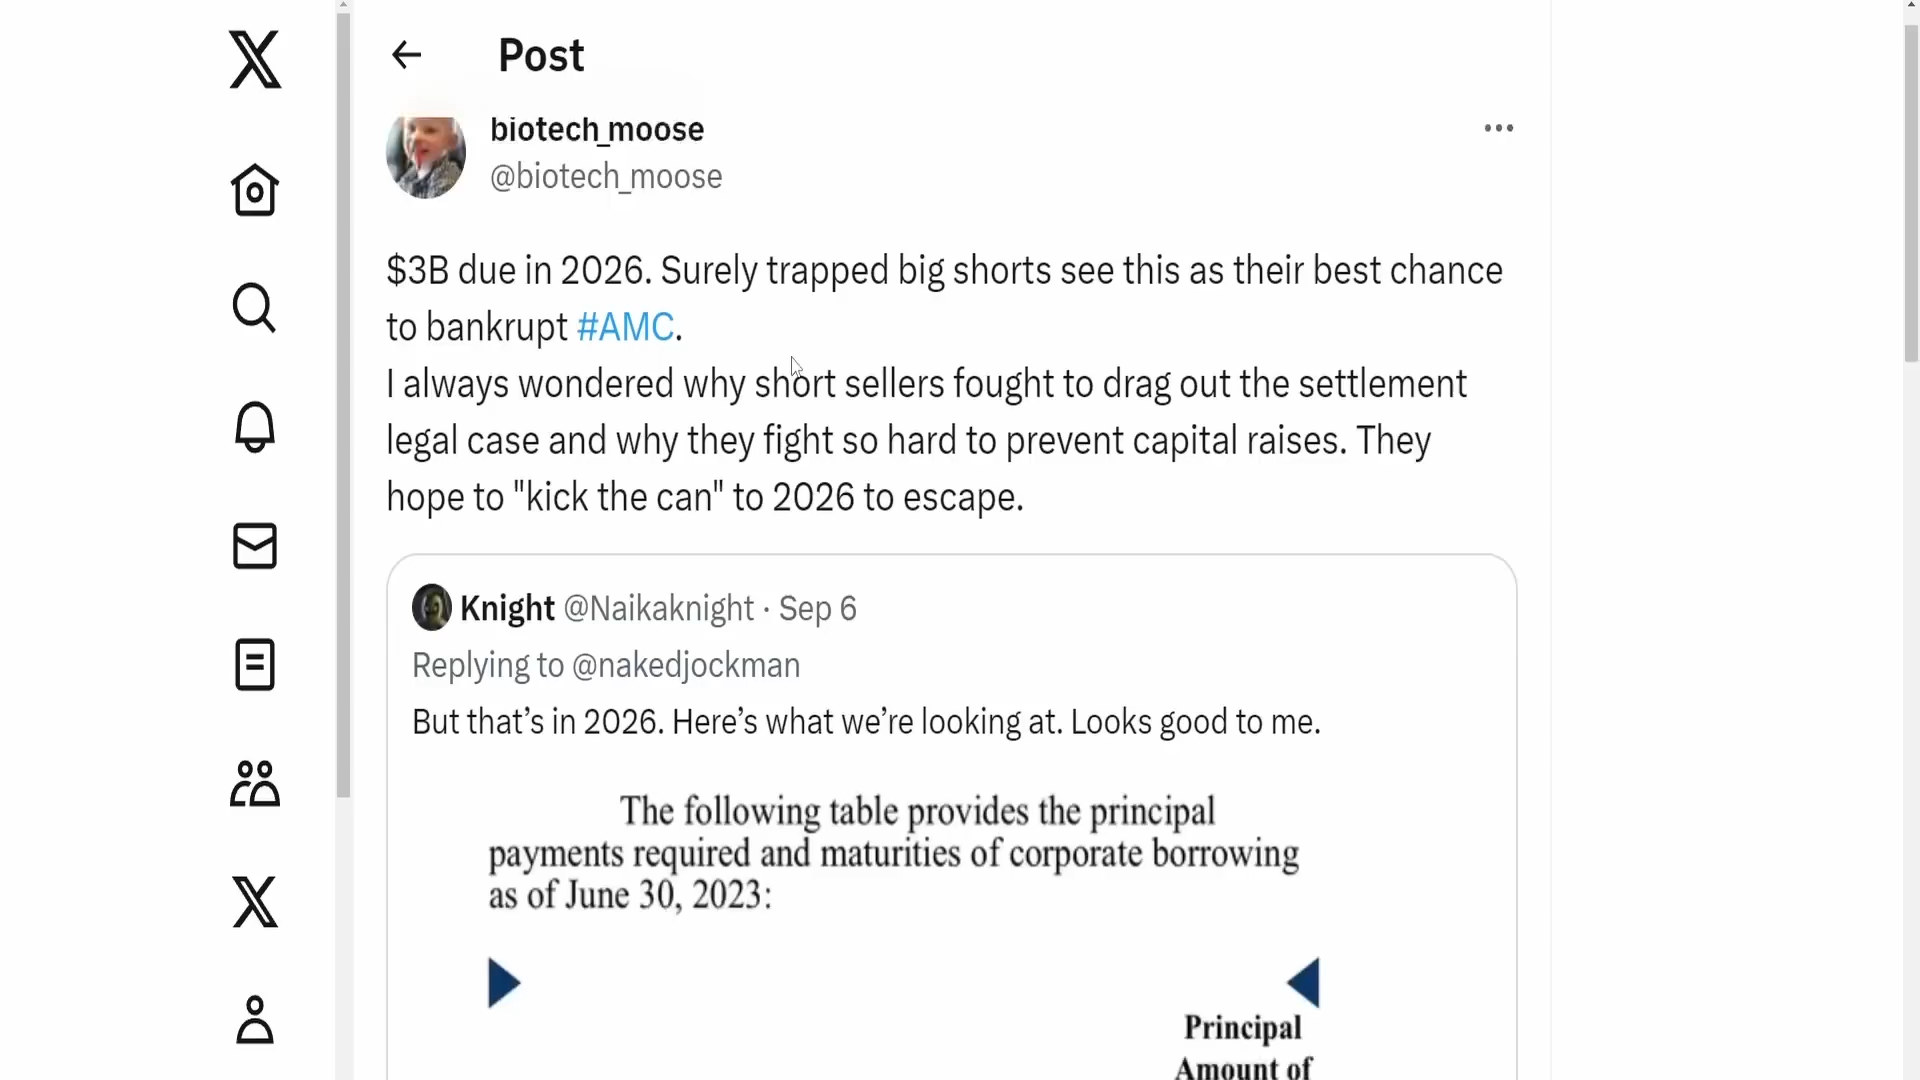 Post
biotech_moose
@biotech_moose
$3B due in 2026. Surely trapped big shorts see this as their best chance
to bankrupt #AMC.
I always wondered why short sellers fought to drag out the settlement
legal case and why they fight so hard to prevent capital raises. They
hope to "kick the can" to 2026 to escape.
Knight @Naikaknight · Sep 6
Replying to @nakedjockman
But that’s in 2026. Here’s what we’re looking at. Looks good to me.
The following table provides the principal
payments required and maturities of corporate borrowing
as of June 30, 2023:
Principal
Amount of